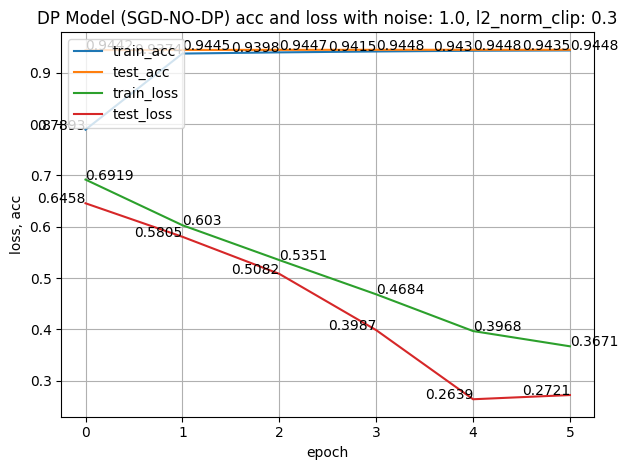 DP Model (SGD-NO-DP) acc and loss with noise: 1.0, l2_norm_clip: 0.3
0.9445 0.9398 0.9447 0.9415 0.9448 0.943 0.9448 0.9435 0.9448
train_acc
test_acc
train_loss
test_loss
0.6919
0.6458
0.603
0.5805
0.5351
0.5082
0.4684
0.3987
0.3968
0.3671
0.2639
0.2721
0.9
0.7
0.6
0.5
0.4
0.3
loss, acc
0 1 2 3 4 5
epoch